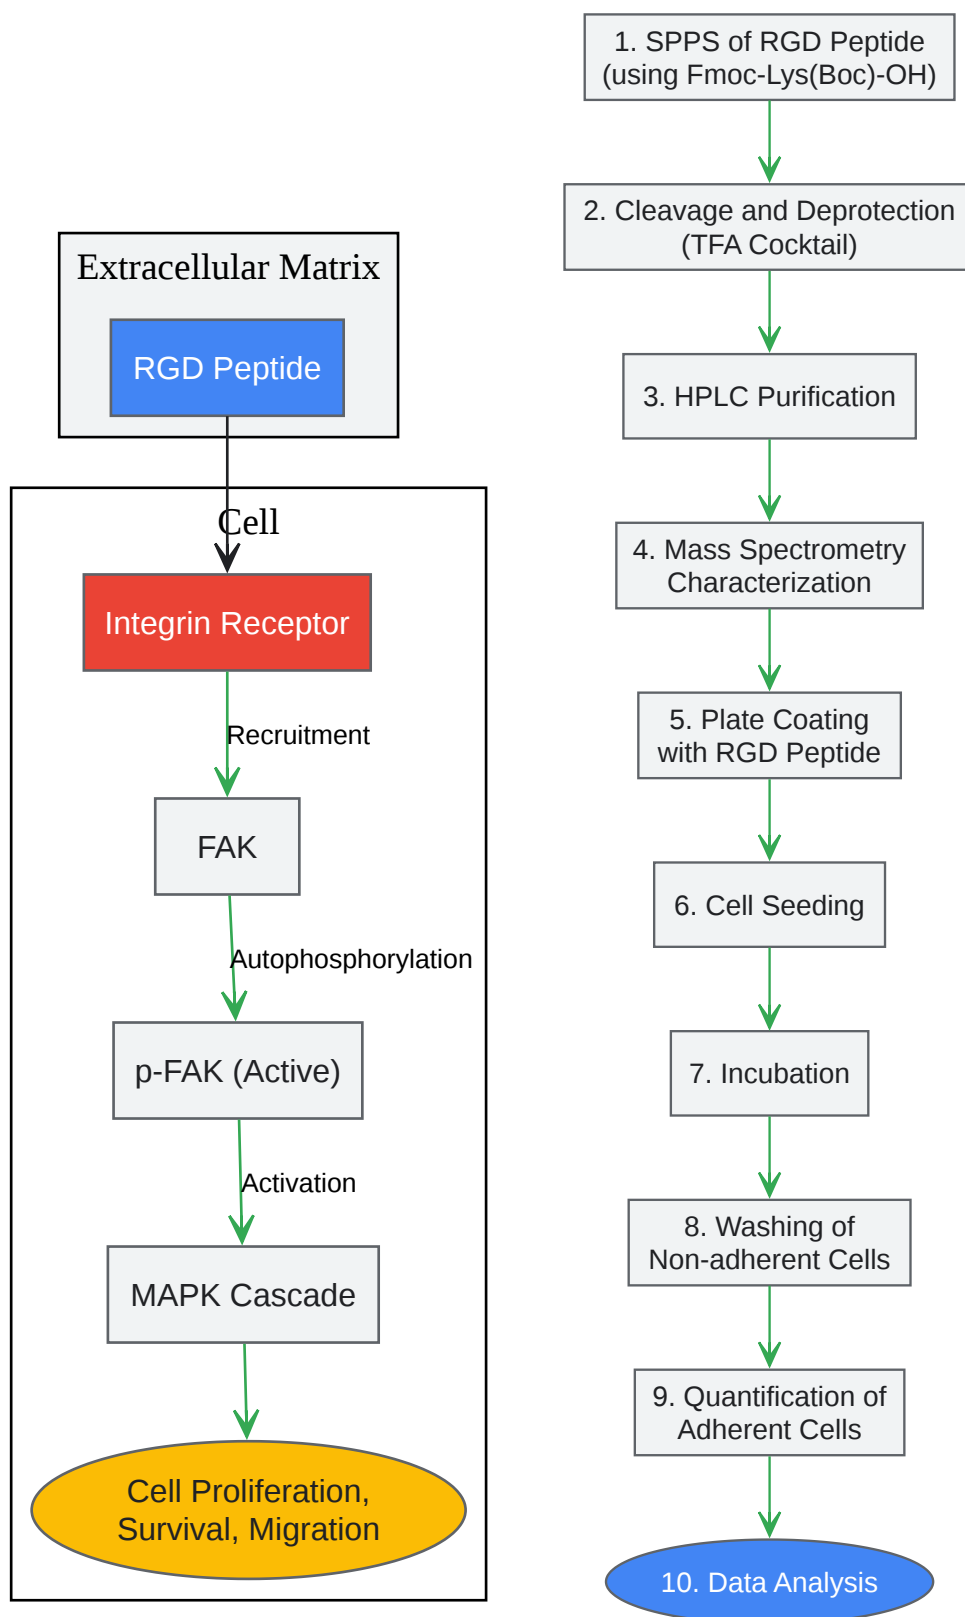 Extracellular Matrix
RGD Peptide
Cell
Integrin Receptor
Recruitment
FAK
Autophosphorylation
p-FAK (Active)
Activation
MAPK Cascade
Cell Proliferation,
Survival, Migration
1. SPPS of RGD Peptide
(using Fmoc-Lys(Boc)-OH)
2. Cleavage and Deprotection
(TFA Cocktail)
3. HPLC Purification
4. Mass Spectrometry
Characterization
5. Plate Coating
with RGD Peptide
6. Cell Seeding
7. Incubation
8. Washing of
Non-adherent Cells
9. Quantification of
Adherent Cells
10. Data Analysis